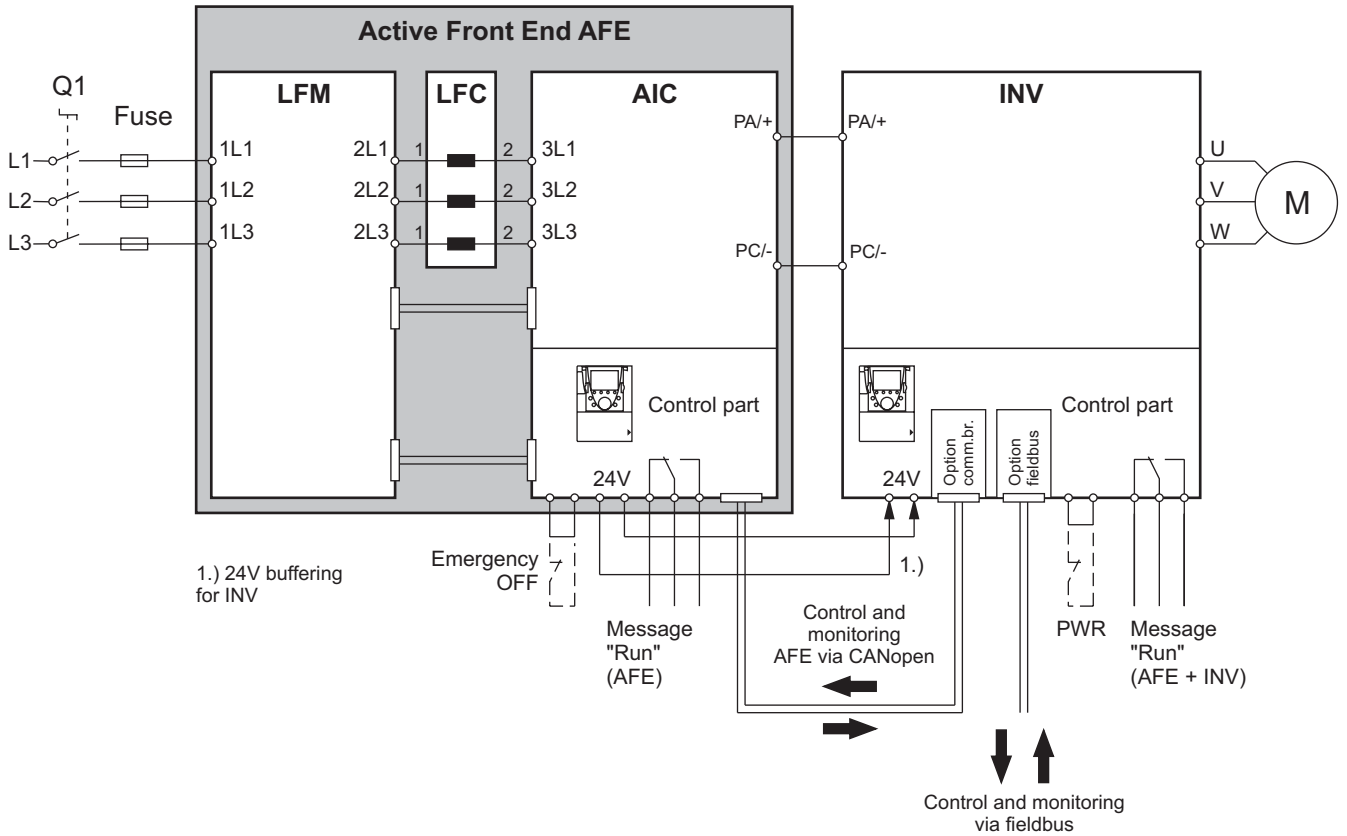 Active Front End AFE
Q1
Fuse
LFM
LFC
AIC
INV
PA/+
PA/+
L1
1L1
2L1
1
2
3L1
U
L2
1L2
2L2
1
2
3L2
V
M
L3
1L3
2L3
1
2
3L3
W
PC/-
PC/-
Control part
Control part
24V
24V
Option
comm.br.
Option
fieldbus
Emergency
OFF
1.)
1.) 24V buffering
for INV
Message
"Run"
(AFE)
Control and
monitoring
AFE via CANopen
PWR
Message
"Run"
(AFE + INV)
Control and monitoring
via fieldbus